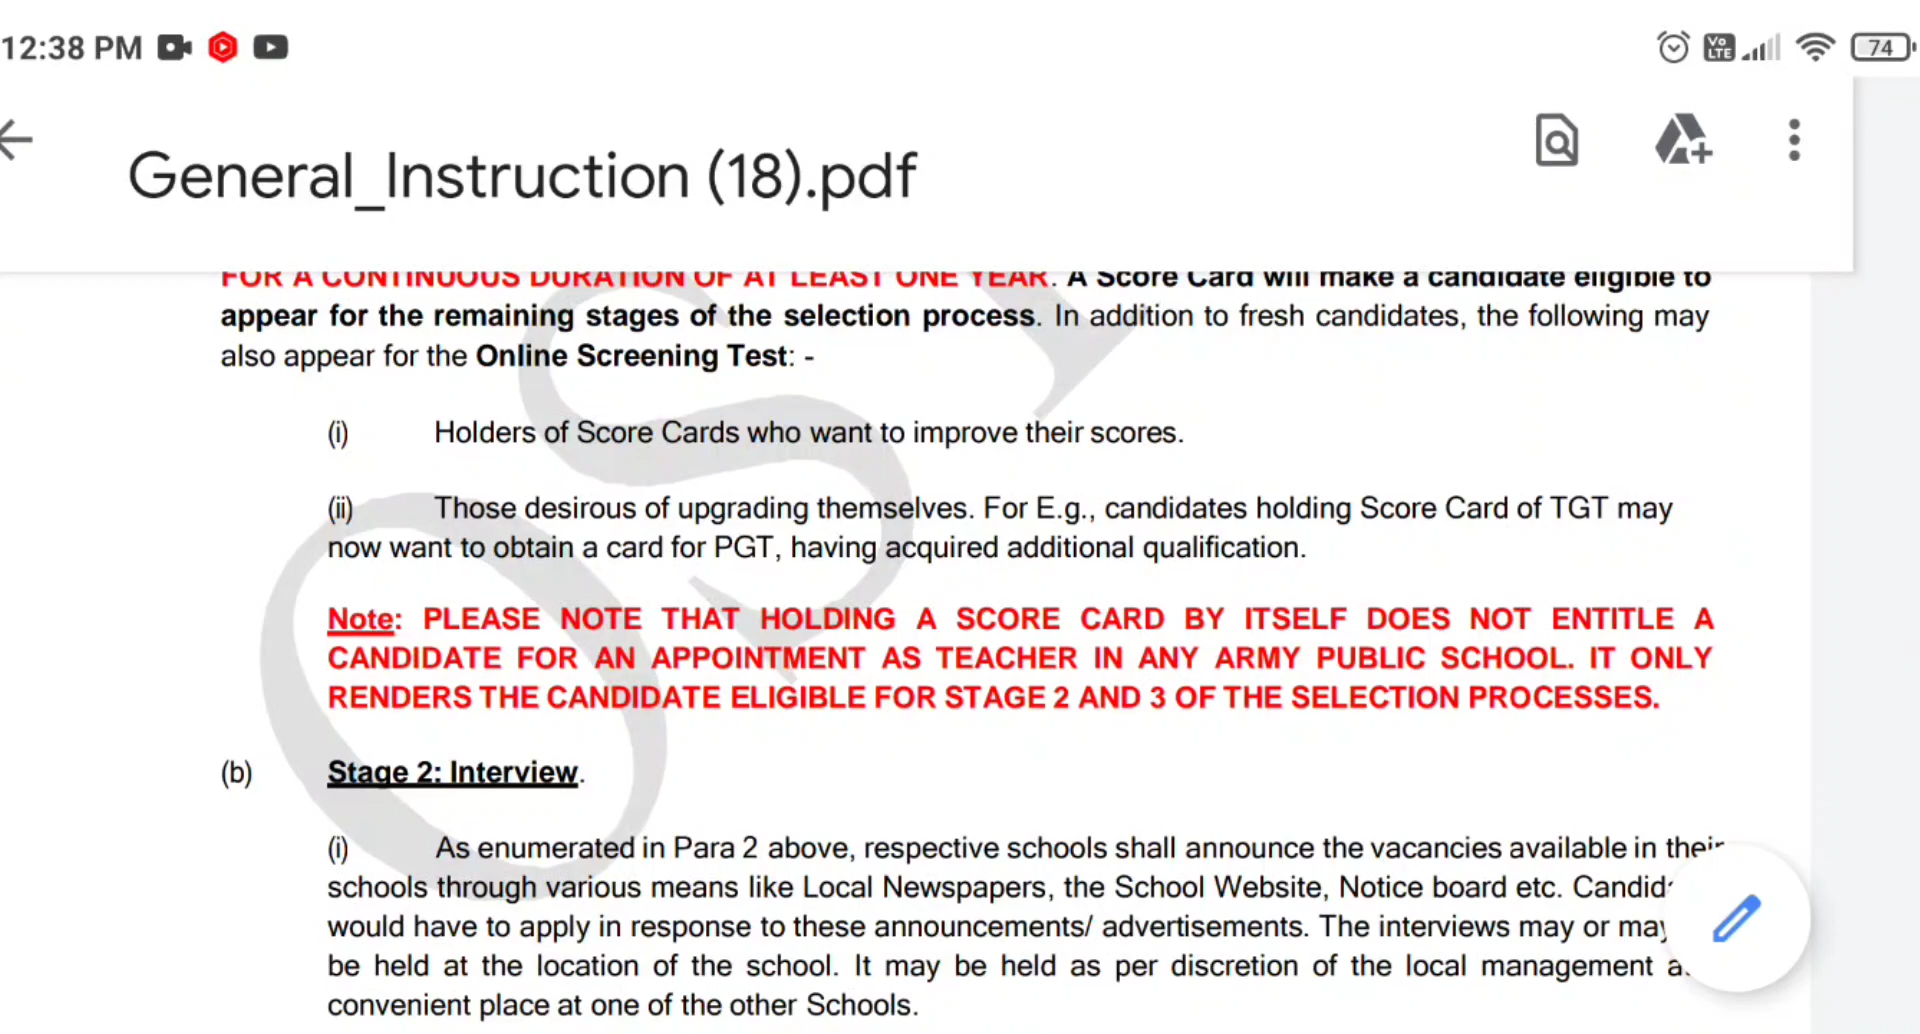 12:38 PM
Vo LTE
74
General_Instruction (18).pdf
FOR A CONTINUOUS DURATION OF AT LEAST ONE YEAR. A Score Card will make a candidate eligible to
appear for the remaining stages of the selection process. In addition to fresh candidates, the following may
also appear for the Online Screening Test: -
(i) Holders of Score Cards who want to improve their scores.
(ii) Those desirous of upgrading themselves. For E.g., candidates holding Score Card of TGT may
now want to obtain a card for PGT, having acquired additional qualification.
Note: PLEASE NOTE THAT HOLDING A SCORE CARD BY ITSELF DOES NOT ENTITLE A
CANDIDATE FOR AN APPOINTMENT AS TEACHER IN ANY ARMY PUBLIC SCHOOL. IT ONLY
RENDERS THE CANDIDATE ELIGIBLE FOR STAGE 2 AND 3 OF THE SELECTION PROCESSES.
(b) Stage 2: Interview.
(i) As enumerated in Para 2 above, respective schools shall announce the vacancies available in their
schools through various means like Local Newspapers, the School Website, Notice board etc.
would have to apply in response to these announcements/ advertisements. The interviews may or may
be held at the location of the school. It may be held as per discretion of the local management
convenient place at one of the other Schools.